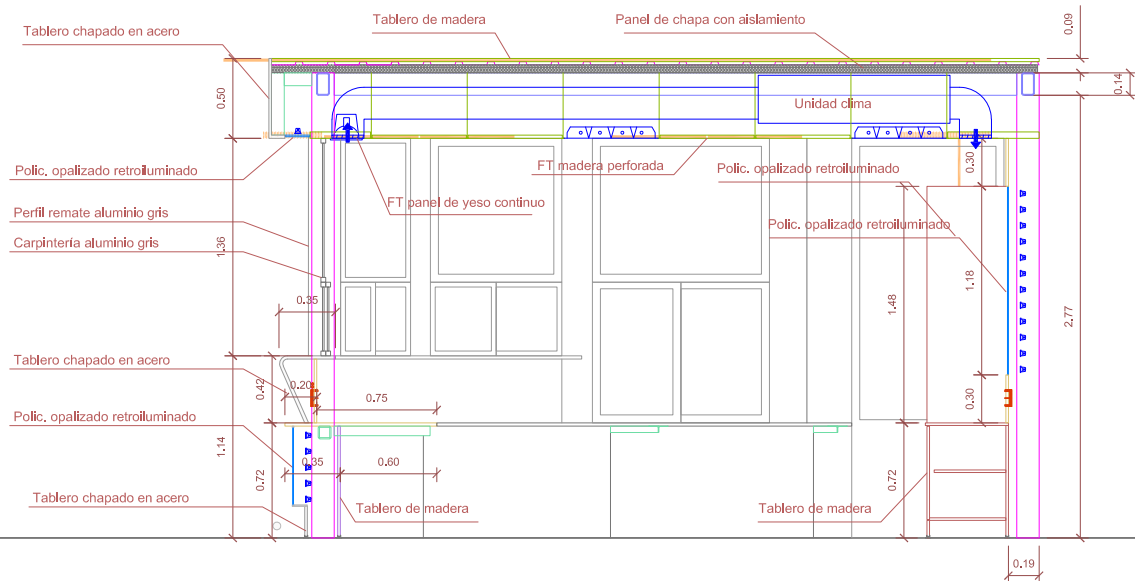 Tablero de madera
Panel de chapa con aislamiento
Tablero chapado en acero
0.09
0.14
0.50
Unidad clima
Polic. opalizado retroiluminado
FT madera perforada
0.30
Polic. opalizado retroiluminado
FT panel de yeso continuo
Perfil remate aluminio gris
Polic. opalizado retroiluminado
Carpintería aluminio gris
1.36
1.18
1.48
2.77
0.35
Tablero chapado en acero
0.20
0.42
0.75
0.30
Polic. opalizado retroiluminado
1.14
0.35
0.60
0.72
0.72
Tablero chapado en acero
Tablero de madera
Tablero de madera
0.19